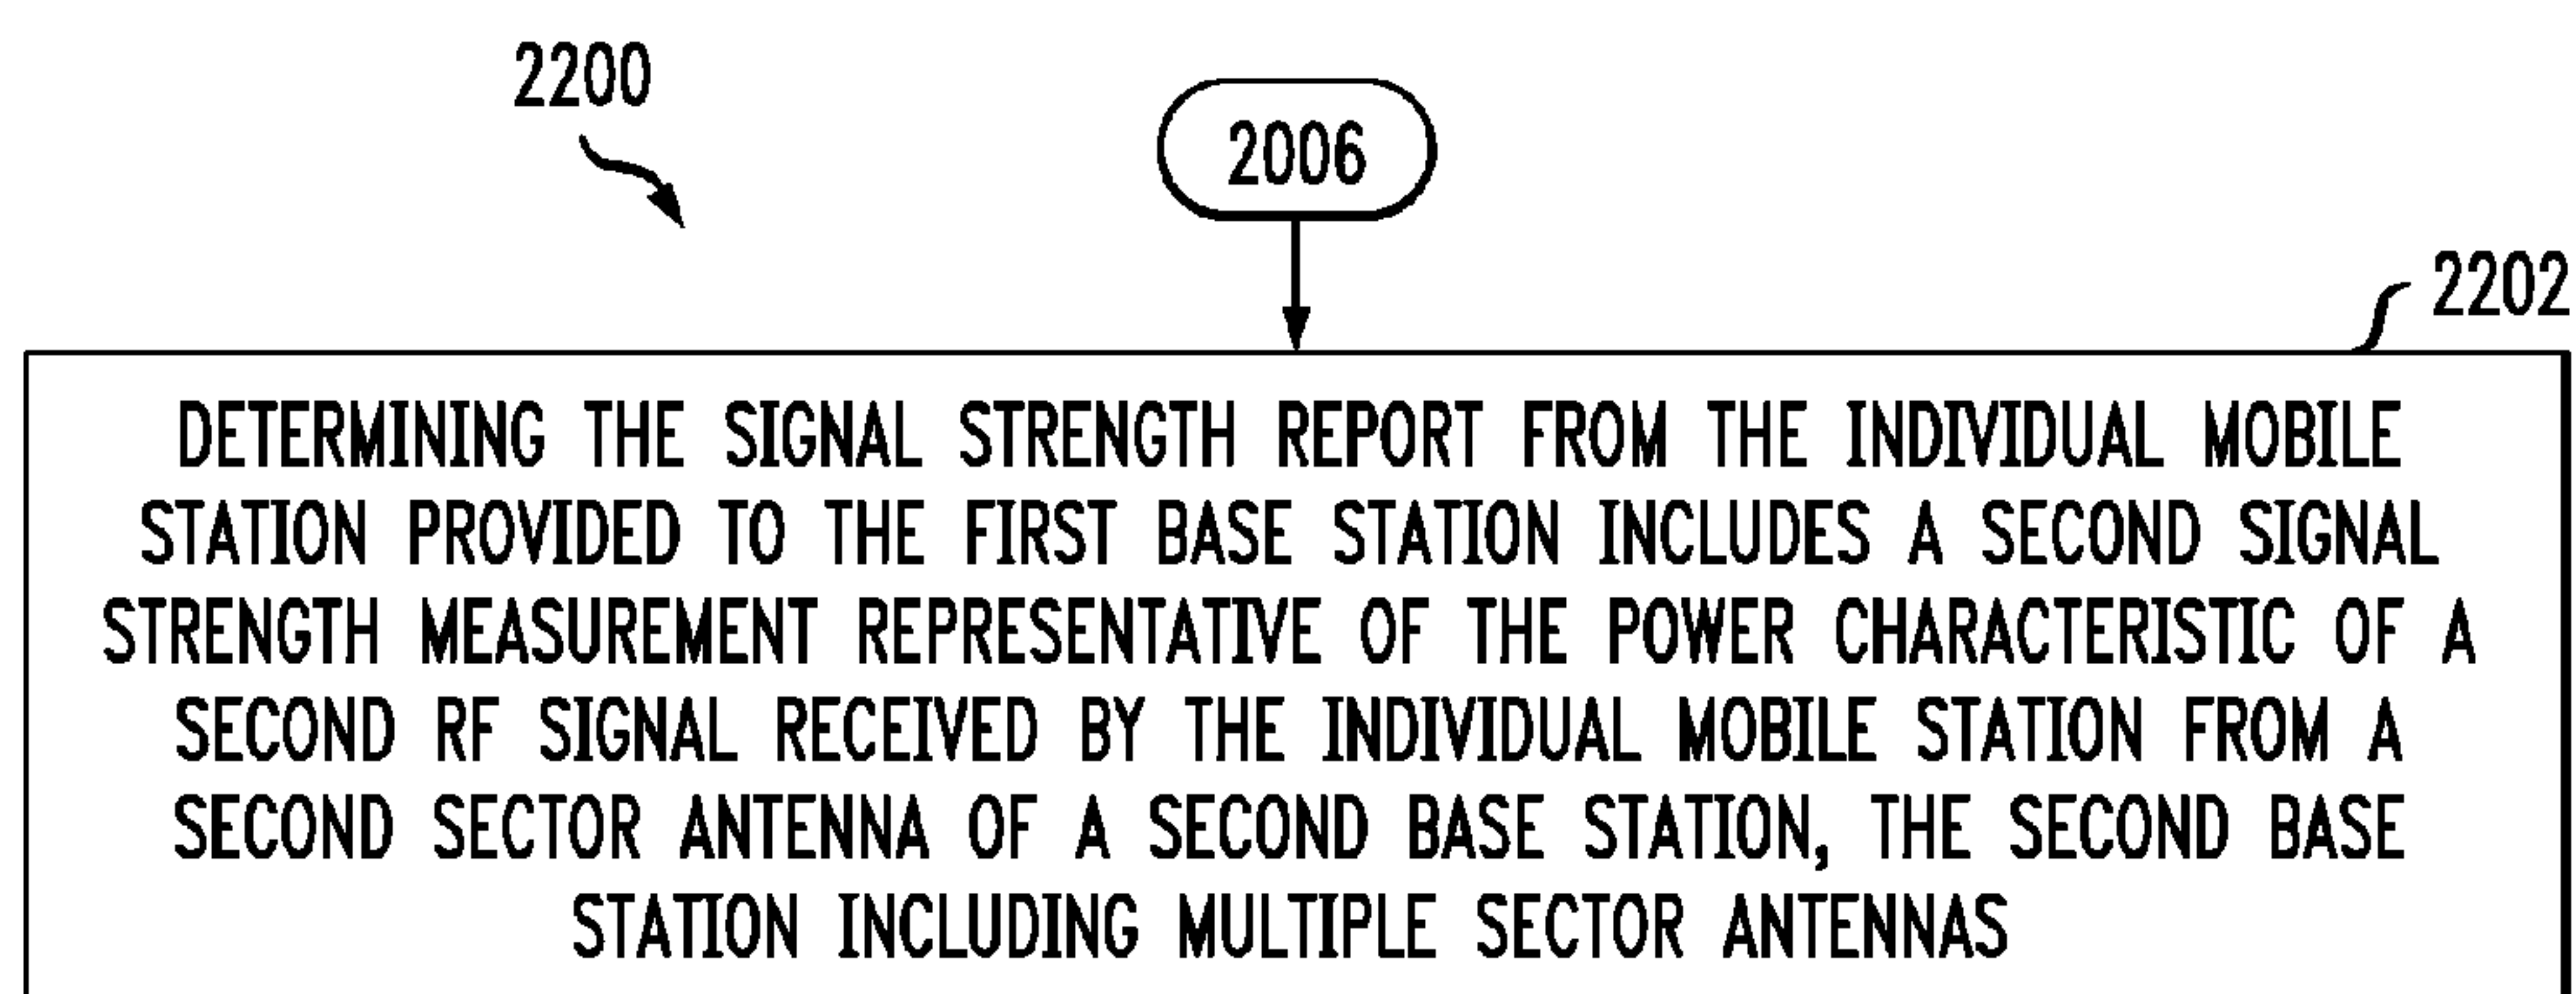 2200
2006
2202
DETERMINING THE SIGNAL STRENGTH REPORT FROM THE INDIVIDUAL MOBILE
STATION PROVIDED TO THE FIRST BASE STATION INCLUDES A SECOND SIGNAL
STRENGTH MEASUREMENT REPRESENTATIVE OF THE POWER CHARACTERISTIC OF A
SECOND RF SIGNAL RECEIVED BY THE INDIVIDUAL MOBILE STATION FROM A
SECOND SECTOR ANTENNA OF A SECOND BASE STATION, THE SECOND BASE
STATION INCLUDING MULTIPLE SECTOR ANTENNAS